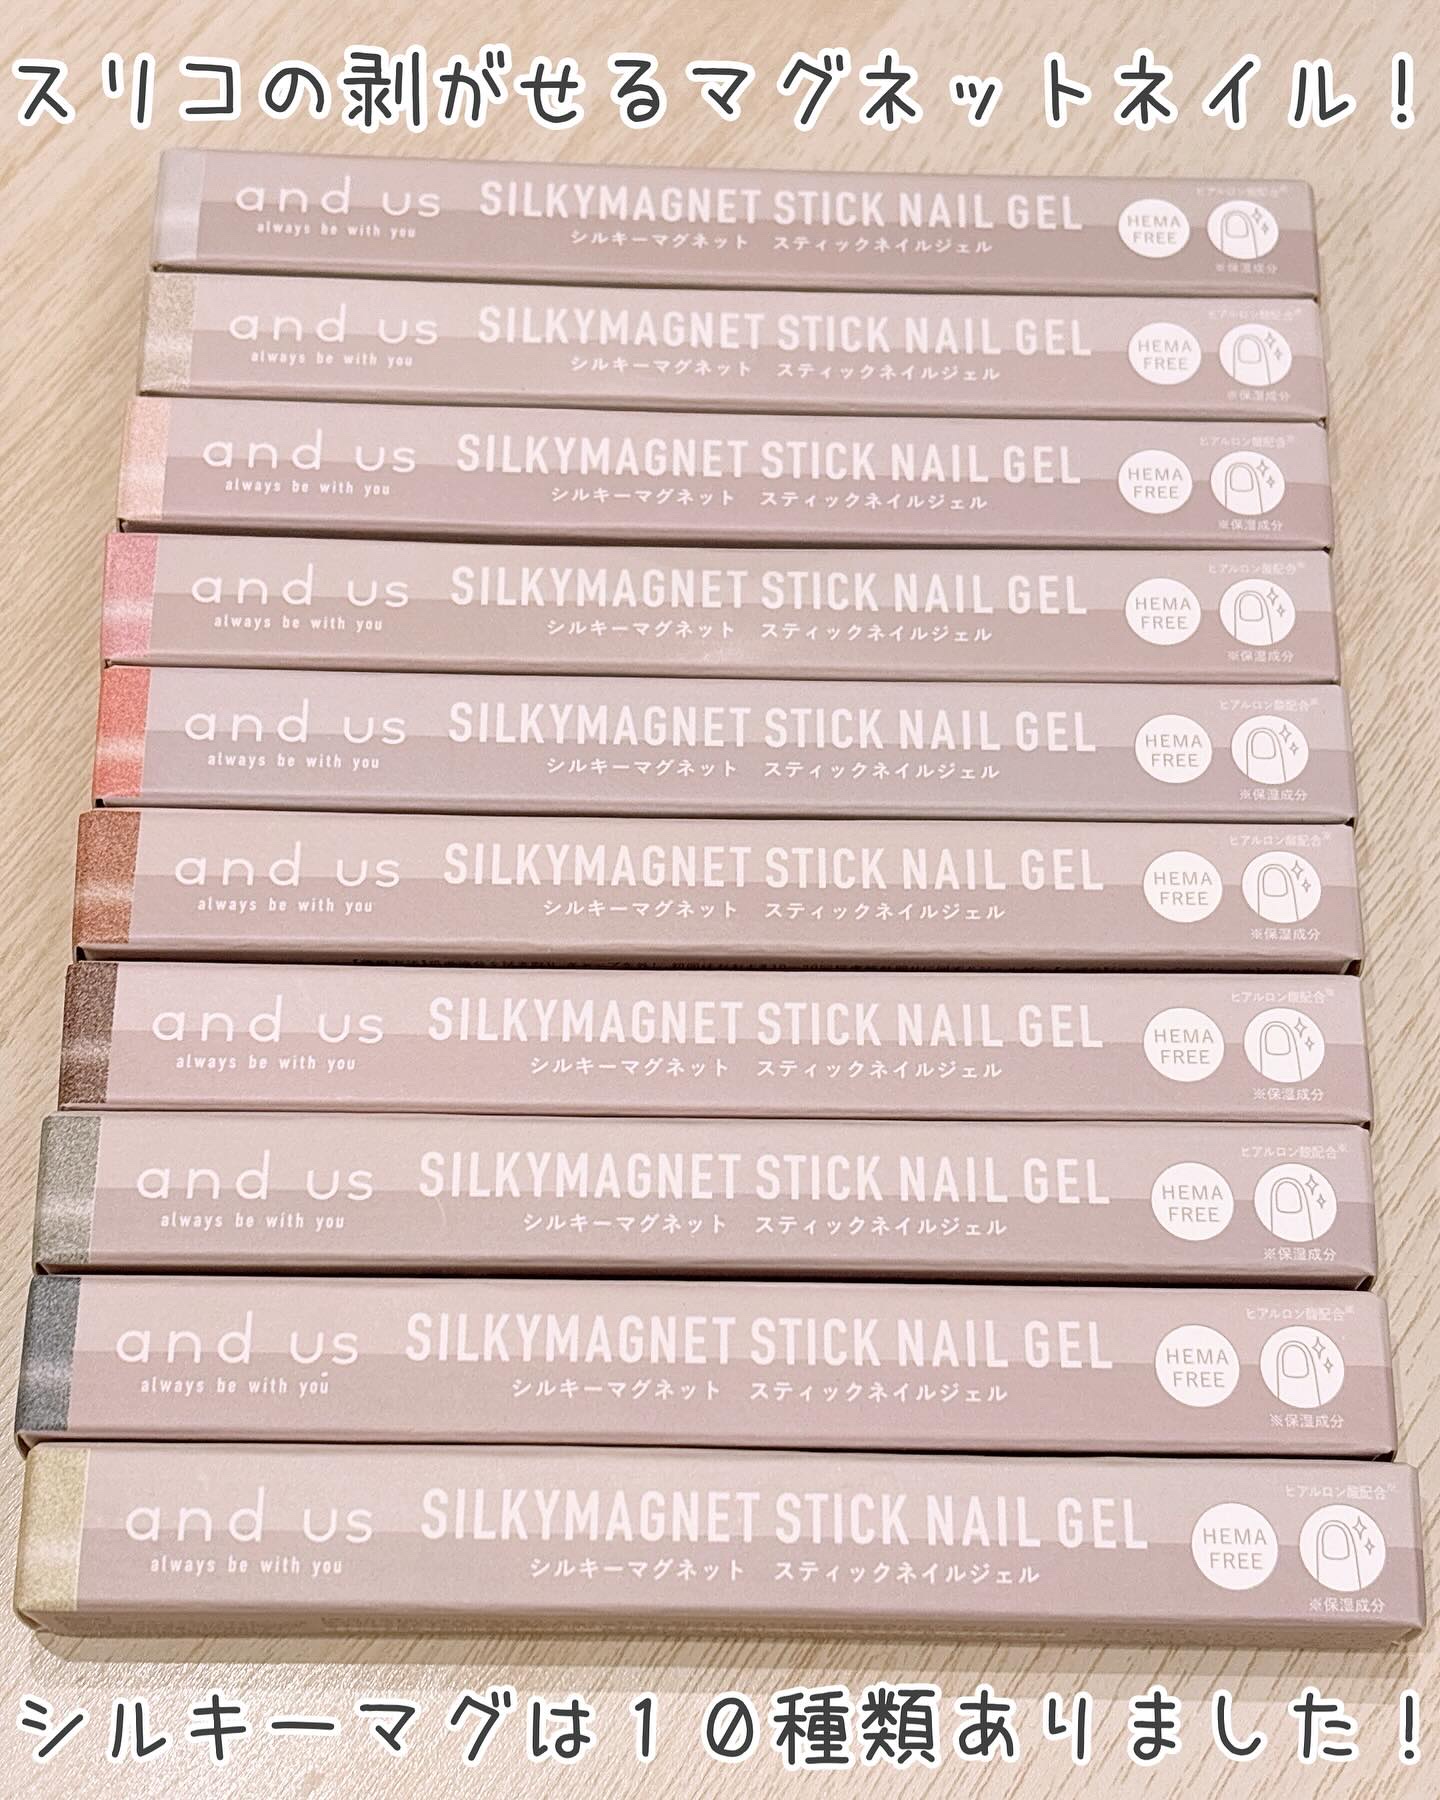 スリコの剥がせるマグネットネイル！
and us SILKYMAGNET STICK NAIL GEL HEMA FREE ヒアルロン酸配合※
always be with you シルキーマグネット スティックネイルジェル ※保湿成分
and us SILKYMAGNET STICK NAIL GEL HEMA FREE ヒアルロン酸配合※
always be with you シルキーマグネット スティックネイルジェル ※保湿成分
and us SILKYMAGNET STICK NAIL GEL HEMA FREE ヒアルロン酸配合※
always be with you シルキーマグネット スティックネイルジェル ※保湿成分
and us SILKYMAGNET STICK NAIL GEL HEMA FREE ヒアルロン酸配合※
always be with you シルキーマグネット スティックネイルジェル ※保湿成分
and us SILKYMAGNET STICK NAIL GEL HEMA FREE ヒアルロン酸配合※
always be with you シルキーマグネット スティックネイルジェル ※保湿成分
and us SILKYMAGNET STICK NAIL GEL HEMA FREE ヒアルロン酸配合※
always be with you シルキーマグネット スティックネイルジェル ※保湿成分
and us SILKYMAGNET STICK NAIL GEL HEMA FREE ヒアルロン酸配合※
always be with you シルキーマグネット スティックネイルジェル ※保湿成分
and us SILKYMAGNET STICK NAIL GEL HEMA FREE ヒアルロン酸配合※
always be with you シルキーマグネット スティックネイルジェル ※保湿成分
and us SILKYMAGNET STICK NAIL GEL HEMA FREE ヒアルロン酸配合※
always be with you シルキーマグネット スティックネイルジェル ※保湿成分
and us SILKYMAGNET STICK NAIL GEL HEMA FREE ヒアルロン酸配合※
always be with you シルキーマグネット スティックネイルジェル ※保湿成分
シルキーマグは１０種類ありました！